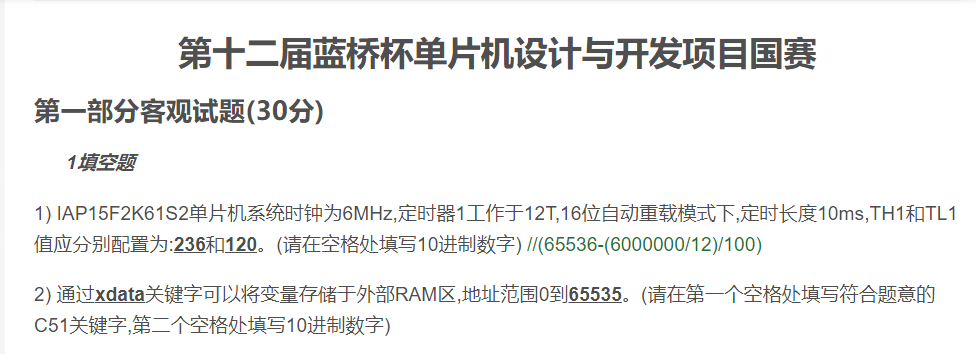 第十二届蓝桥杯单片机设计与开发项目国赛
第一部分客观试题(30分)
1填空题
1) IAP15F2K61S2单片机系统时钟为6MHz,定时器1工作于12T,16位自动重载模式下,定时长度10ms,TH1和TL1
值应分别配置为:236和120。(请在空格处填写10进制数字) //(65536-(6000000/12)/100)
2) 通过xdata关键字可以将变量存储于外部RAM区,地址范围0到65535。(请在第一个空格处填写符合题意的
C51关键字,第二个空格处填写10进制数字)